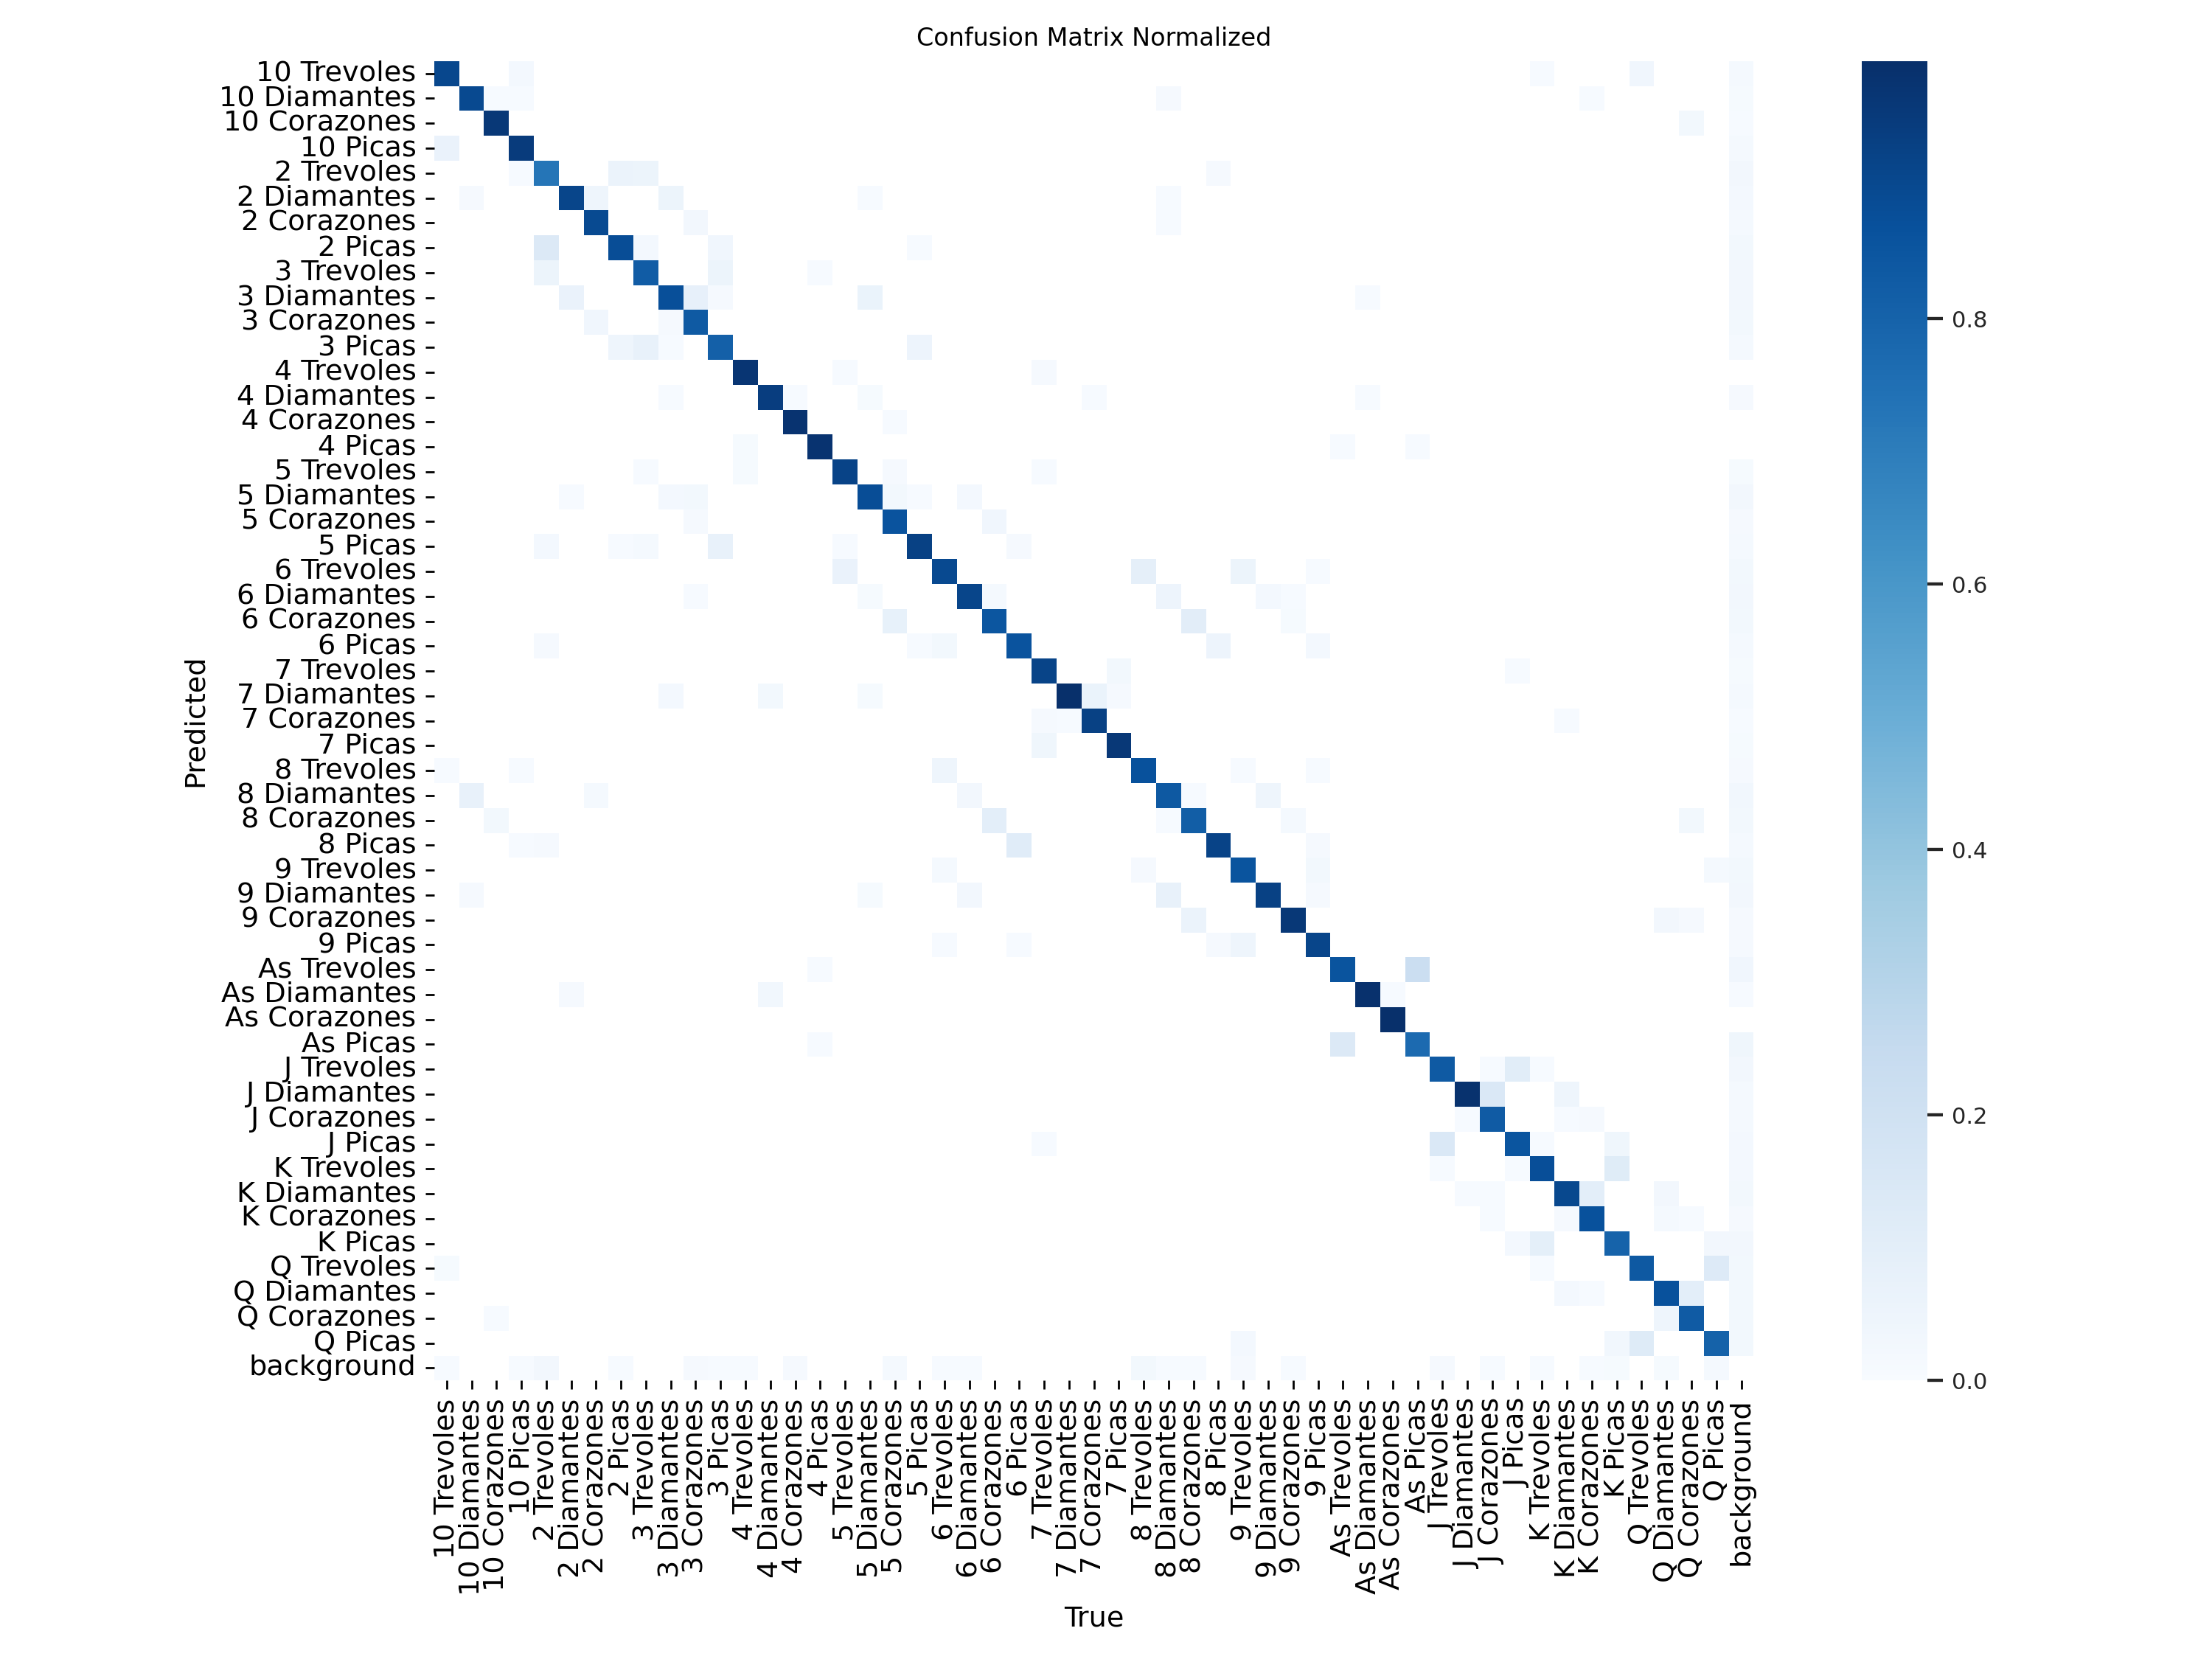 Confusion Matrix Normalized
10 Trevoles
10 Diamantes
10 Corazones
10 Picas
2 Trevoles
2 Diamantes
2 Corazones
2 Picas
3 Trevoles
3 Diamantes
3 Corazones
3 Picas
4 Trevoles
4 Diamantes
4 Corazones
4 Picas
5 Trevoles
5 Diamantes
5 Corazones
5 Picas
6 Trevoles
6 Diamantes
6 Corazones
6 Picas
7 Trevoles
7 Diamantes
7 Corazones
7 Picas
8 Trevoles
8 Diamantes
8 Corazones
8 Picas
9 Trevoles
9 Diamantes
9 Corazones
9 Picas
As Trevoles
As Diamantes
As Corazones
As Picas
J Trevoles
J Diamantes
J Corazones
J Picas
K Trevoles
K Diamantes
K Corazones
K Picas
Q Trevoles
Q Diamantes
Q Corazones
Q Picas
background
Predicted
10 Trevoles
10 Diamantes
10 Corazones
10 Picas
2 Trevoles
2 Diamantes
2 Corazones
2 Picas
3 Trevoles
3 Diamantes
3 Corazones
3 Picas
4 Trevoles
4 Diamantes
4 Corazones
4 Picas
5 Trevoles
5 Diamantes
5 Corazones
5 Picas
6 Trevoles
6 Diamantes
6 Corazones
6 Picas
7 Trevoles
7 Diamantes
7 Corazones
7 Picas
8 Trevoles
8 Diamantes
8 Corazones
8 Picas
9 Trevoles
9 Diamantes
9 Corazones
9 Picas
As Trevoles
As Diamantes
As Corazones
As Picas
J Trevoles
J Diamantes
J Corazones
J Picas
K Trevoles
K Diamantes
K Corazones
K Picas
Q Trevoles
Q Diamantes
Q Corazones
Q Picas
background
True
0.8
0.6
0.4
0.2
0.0